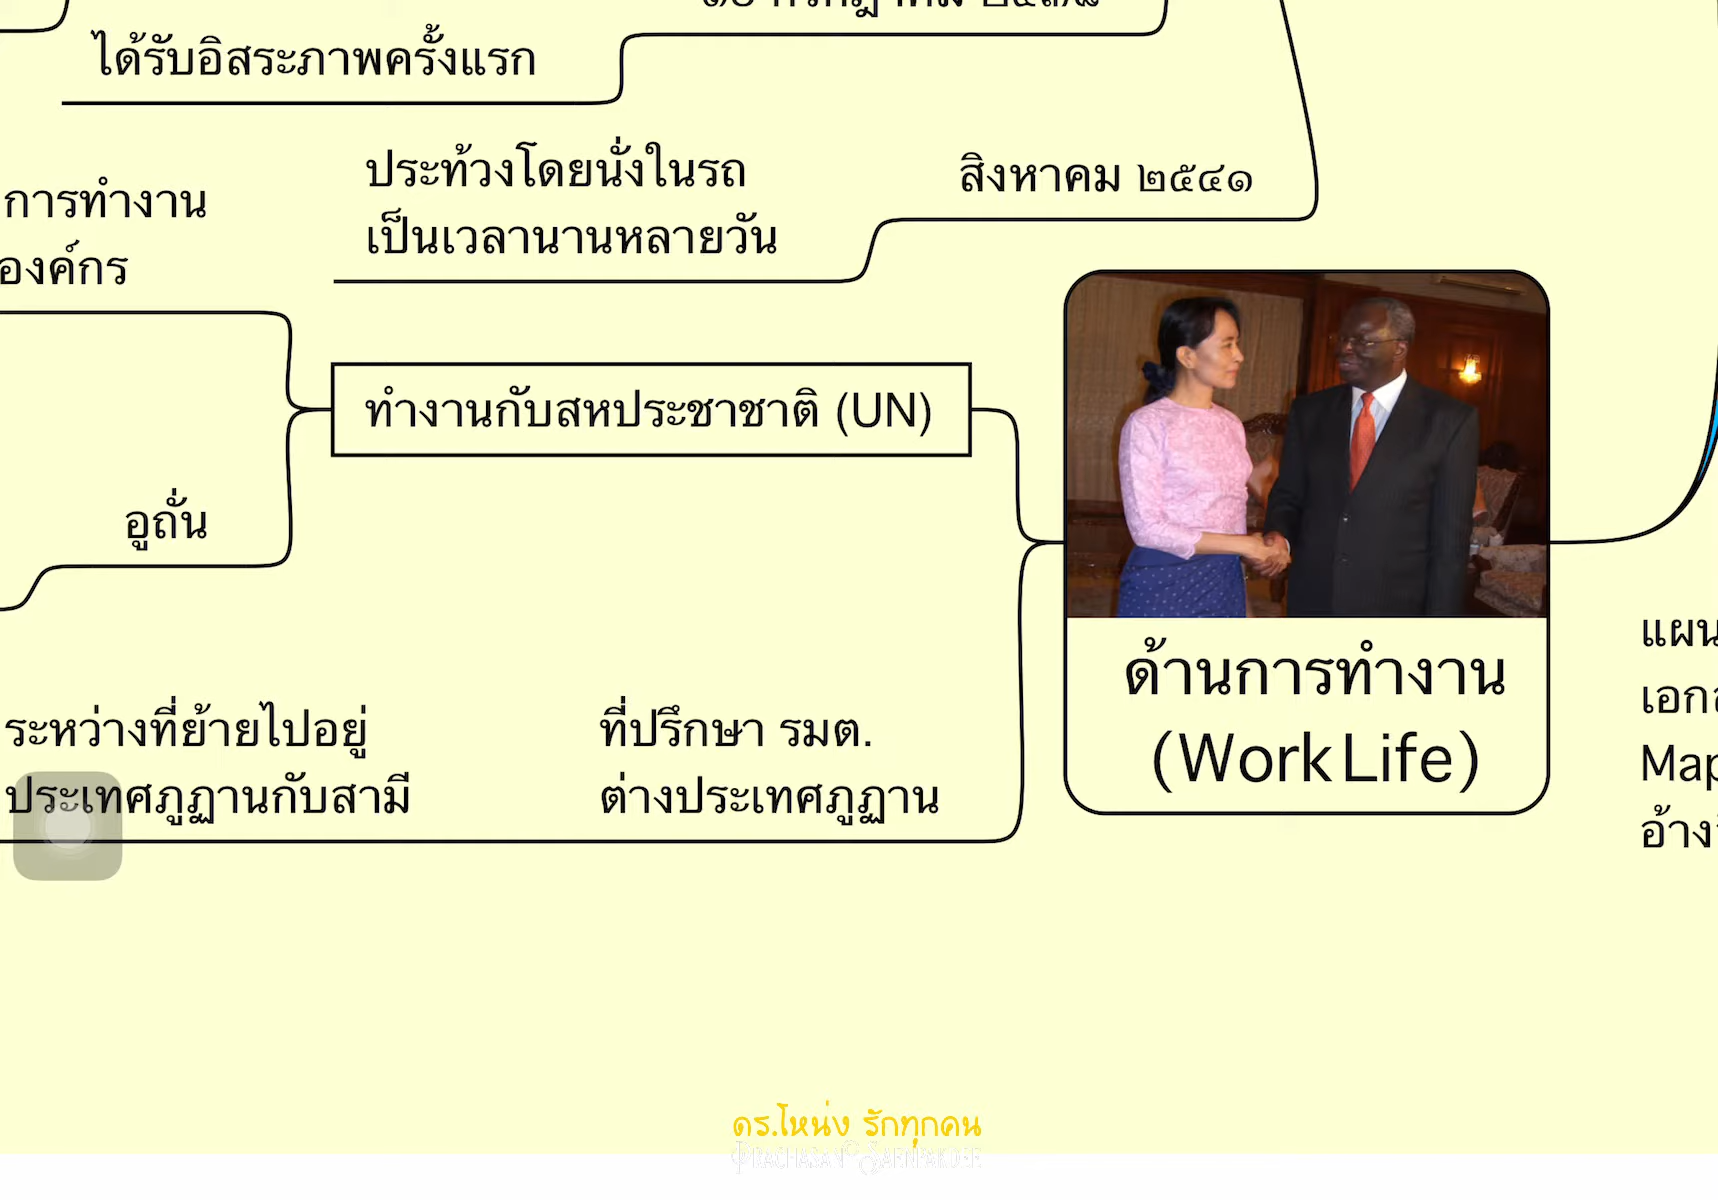 ได้รับอิสระภาพครั้งแรก
ประท้วงโดยนั่งในรถ
เป็นเวลานานหลายวัน
สิงหาคม ๒๕๔๑
การทำงาน
องค์กร
ทำงานกับสหประชาชาติ (UN)
อูถั่น
ระหว่างที่ย้ายไปอยู่
ประเทศภูฏานกับสามี
ที่ปรึกษา รมต.
ต่างประเทศภูฏาน
ด้านการทำงาน
(Work Life)
แผน
Map
ดร.โหน่ง รักทุกคน